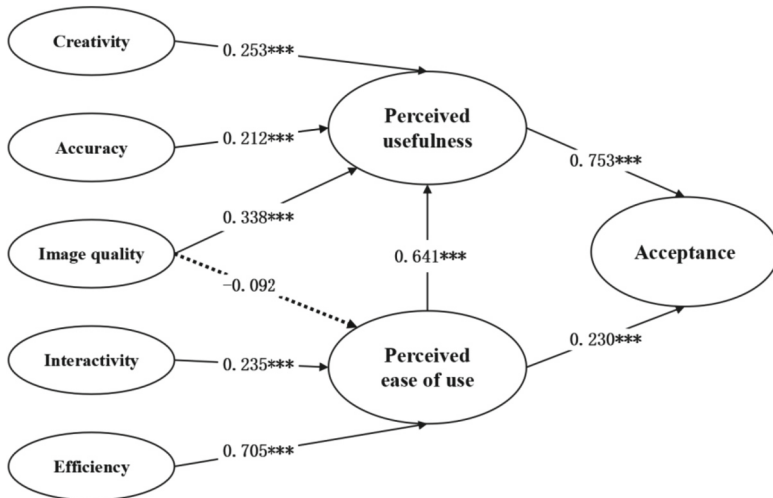 Creativity
0.253***
Perceived
usefulness
Accuracy
0.212***
0.753***
Image quality
0.338***
Acceptance
0.641***
-0.092
Interactivity
0.235***
Perceived
ease of use
0.230***
Efficiency
0.705***